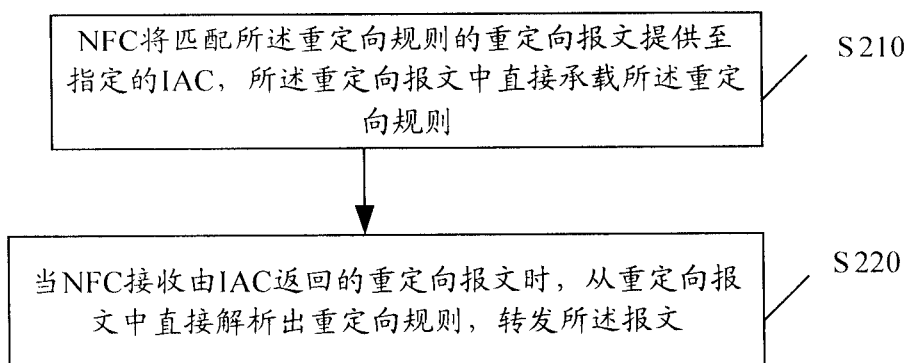 NFC将匹配所述重定向规则的重定向报文提供至
指定的IAC，所述重定向报文中直接承载所述重定
向规则
S210
当NFC接收由IAC返回的重定向报文时，从重定向报
文中直接解析出重定向规则，转发所述报文
S220